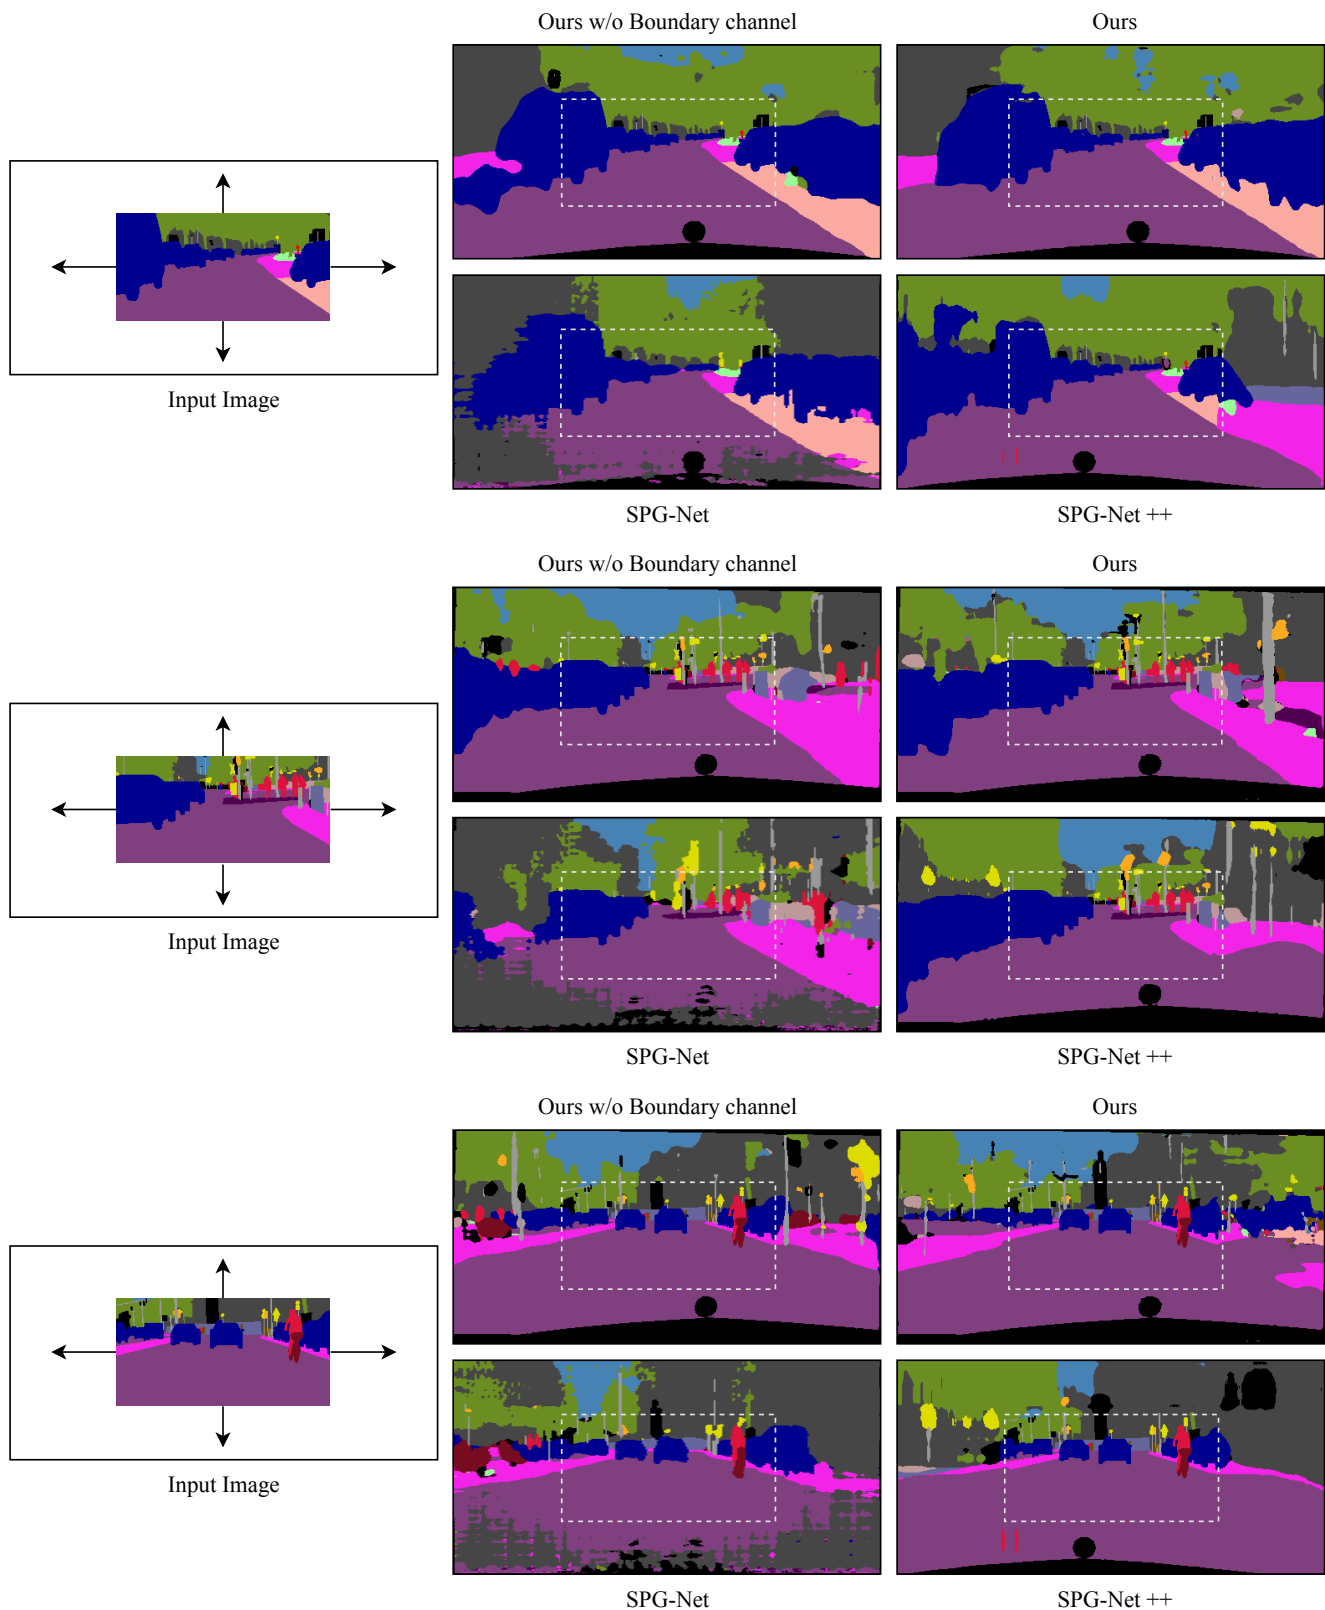 Ours w/o Boundary channel
Ours
Input Image
SPG-Net
SPG-Net ++
Ours w/o Boundary channel
Ours
Input Image
SPG-Net
SPG-Net ++
Ours w/o Boundary channel
Ours
Input Image
SPG-Net
SPG-Net ++